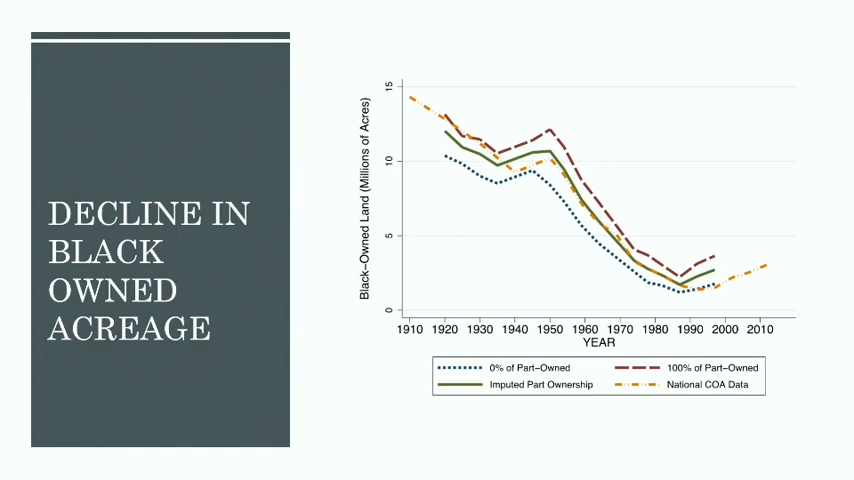 DECLINE IN
BLACK
OWNED
ACREAGE
Black–Owned Land (Millions of Acres)
15
10
5
0
1910 1920 1930 1940 1950 1960 1970 1980 1990 2000 2010
YEAR
0% of Part–Owned 100% of Part–Owned
Imputed Part Ownership National COA Data